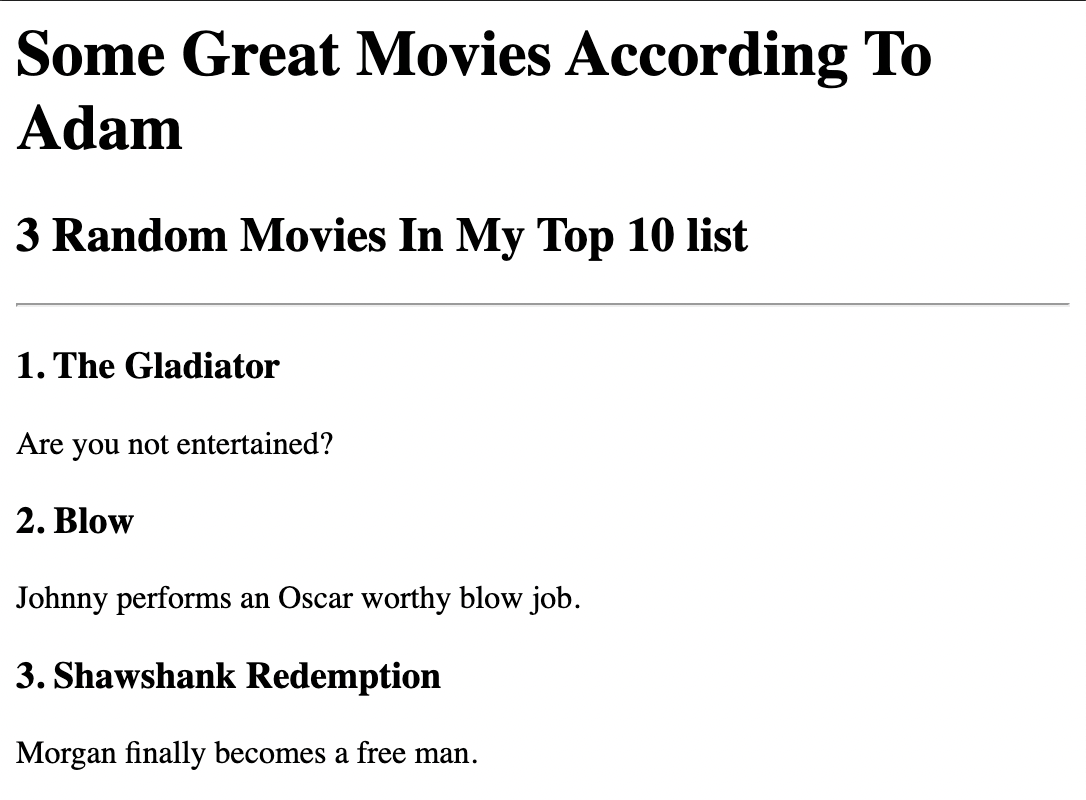 Some Great Movies According To
Adam
3 Random Movies In My Top 10 list
1. The Gladiator
Are you not entertained?
2. Blow
Johnny performs an Oscar worthy blow job.
3. Shawshank Redemption
Morgan finally becomes a free man.